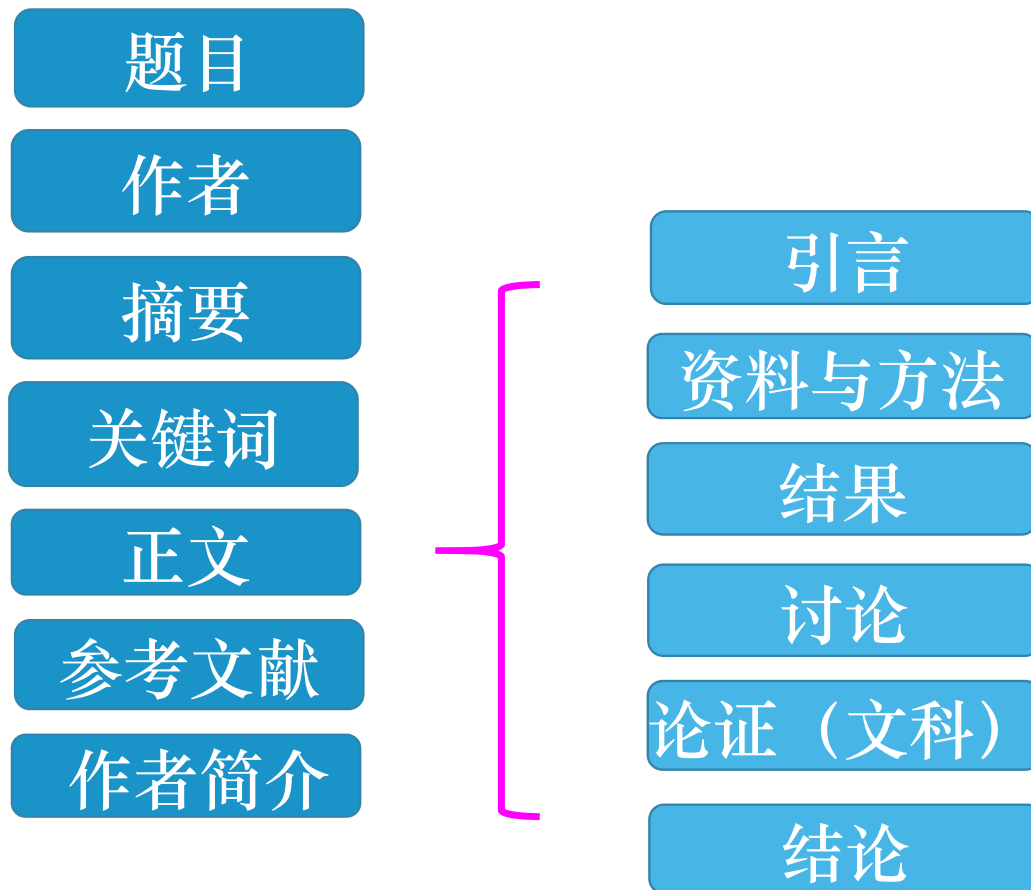 题目
作者
摘要
关键词
正文
参考文献
作者简介
引言
资料与方法
结果
讨论
论证（文科）
结论